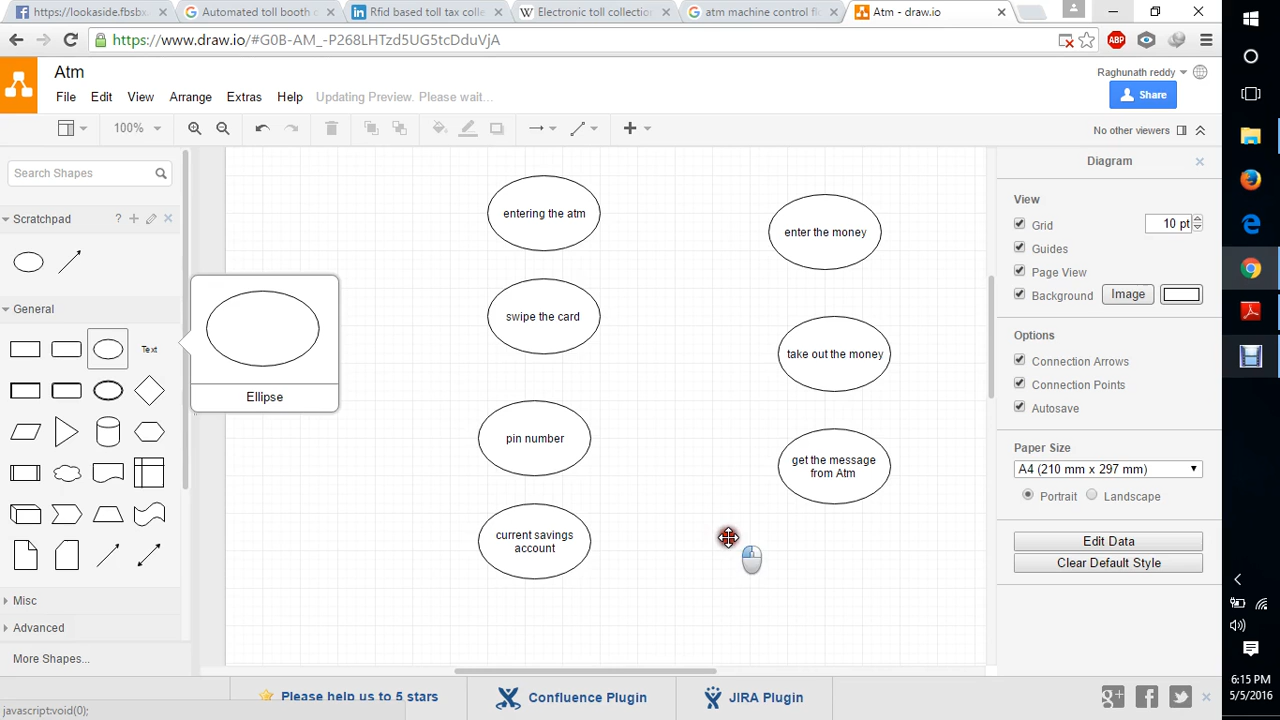 https://lookaside.fbsbx.
Automated toll booth c
Rfid based toll tax colle
Electronic toll collection
atm machine control flo
Atm - draw.io
https://www.draw.io/#G0B-AM_-P268LHTzd5UG5tcDduVjA
ABP
Atm
Raghunath reddy
File Edit View Arrange Extras Help Updating Preview. Please wait...
Share
100%
No other viewers
Search Shapes
Scratchpad
?
General
Text
Ellipse
Misc
Advanced
More Shapes...
entering the atm
swipe the card
pin number
current savings
account
enter the money
take out the money
get the message
from Atm
Diagram
View
Grid 10 pt
Guides
Page View
Background Image
Options
Connection Arrows
Connection Points
Autosave
Paper Size
A4 (210 mm x 297 mm)
Portrait Landscape
Edit Data
Clear Default Style
Please help us to 5 stars
Confluence Plugin
JIRA Plugin
javascript:void(0);
6:15 PM
5/5/2016